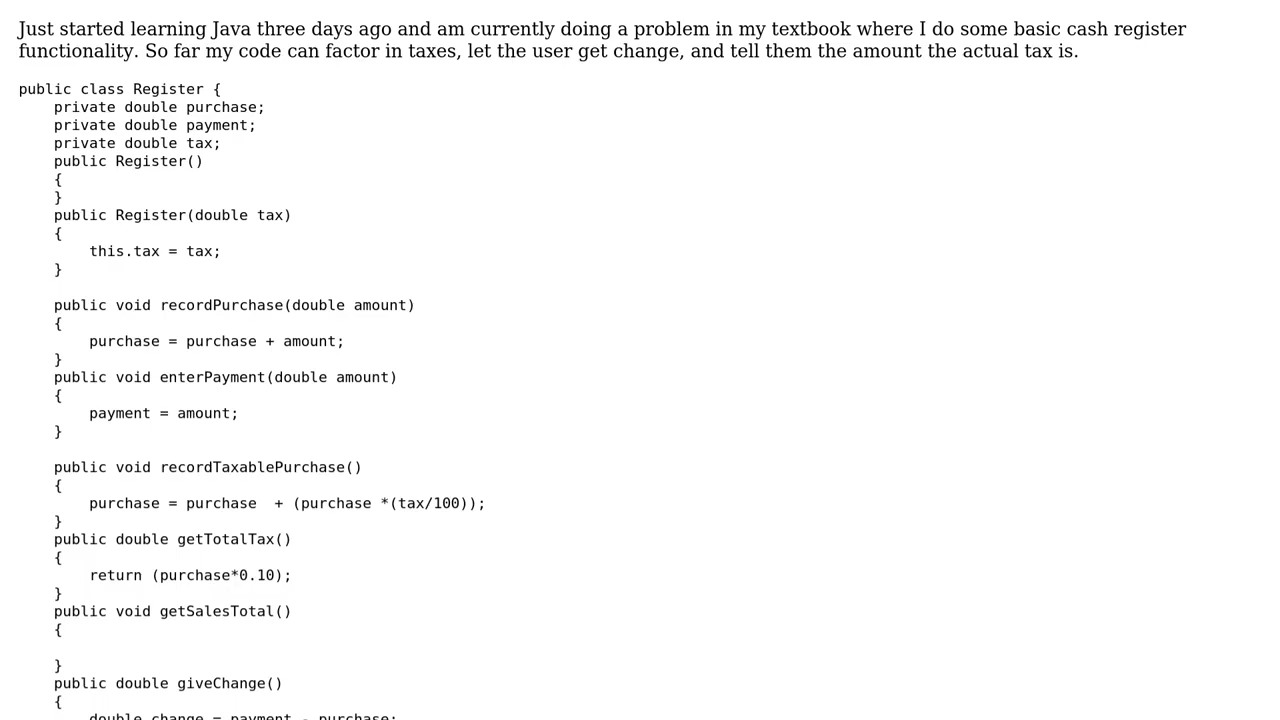 Just started learning Java three days ago and am currently doing a problem in my textbook where I do some basic cash register
functionality. So far my code can factor in taxes, let the user get change, and tell them the amount the actual tax is.
public class Register {
    private double purchase;
    private double payment;
    private double tax;
    public Register()
    {
    }
    public Register(double tax)
    {
        this.tax = tax;
    }

    public void recordPurchase(double amount)
    {
        purchase = purchase + amount;
    }
    public void enterPayment(double amount)
    {
        payment = amount;
    }

    public void recordTaxablePurchase()
    {
        purchase = purchase  + (purchase *(tax/100));
    }
    public double getTotalTax()
    {
        return (purchase*0.10);
    }
    public void getSalesTotal()
    {

    }
    public double giveChange()
    {
        double change = payment - purchase;